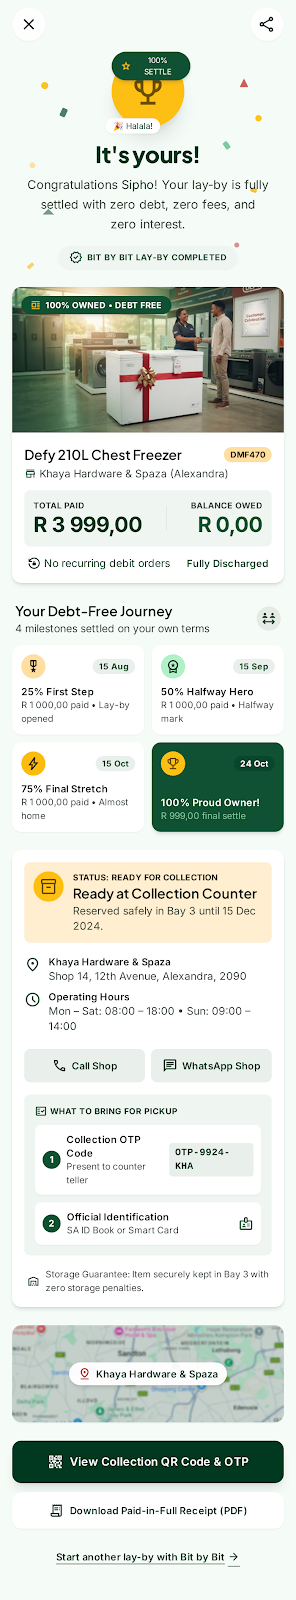 100%
SETTLE
🎉 Halala!
It's yours!
Congratulations Sipho! Your lay-by is fully
settled with zero debt, zero fees, and
zero interest.
BIT BY BIT LAY-BY COMPLETED
100% OWNED • DEBT FREE
Customer
Celebration
Defy 210L Chest Freezer
DMF470
Khaya Hardware & Spaza (Alexandra)
TOTAL PAID
BALANCE OWED
R 3 999,00
R 0,00
No recurring debit orders
Fully Discharged
Your Debt-Free Journey
4 milestones settled on your own terms
15 Aug
25% First Step
R 1 000,00 paid • Lay-by
opened
15 Sep
50% Halfway Hero
R 1 000,00 paid • Halfway
mark
15 Oct
75% Final Stretch
R 1 000,00 paid • Almost
home
24 Oct
100% Proud Owner!
R 999,00 final settle
STATUS: READY FOR COLLECTION
Ready at Collection Counter
Reserved safely in Bay 3 until 15 Dec
2024.
Khaya Hardware & Spaza
Shop 14, 12th Avenue, Alexandra, 2090
Operating Hours
Mon – Sat: 08:00 – 18:00 • Sun: 09:00 –
14:00
Call Shop
WhatsApp Shop
WHAT TO BRING FOR PICKUP
1
Collection OTP
Code
Present to counter
teller
OTP-9924-
KHA
2
Official Identification
SA ID Book or Smart Card
Storage Guarantee: Item securely kept in Bay 3 with
zero storage penalties.
Sandton
Khaya Hardware & Spaza
Edenvale
View Collection QR Code & OTP
Download Paid-in-Full Receipt (PDF)
Start another lay-by with Bit by Bit →